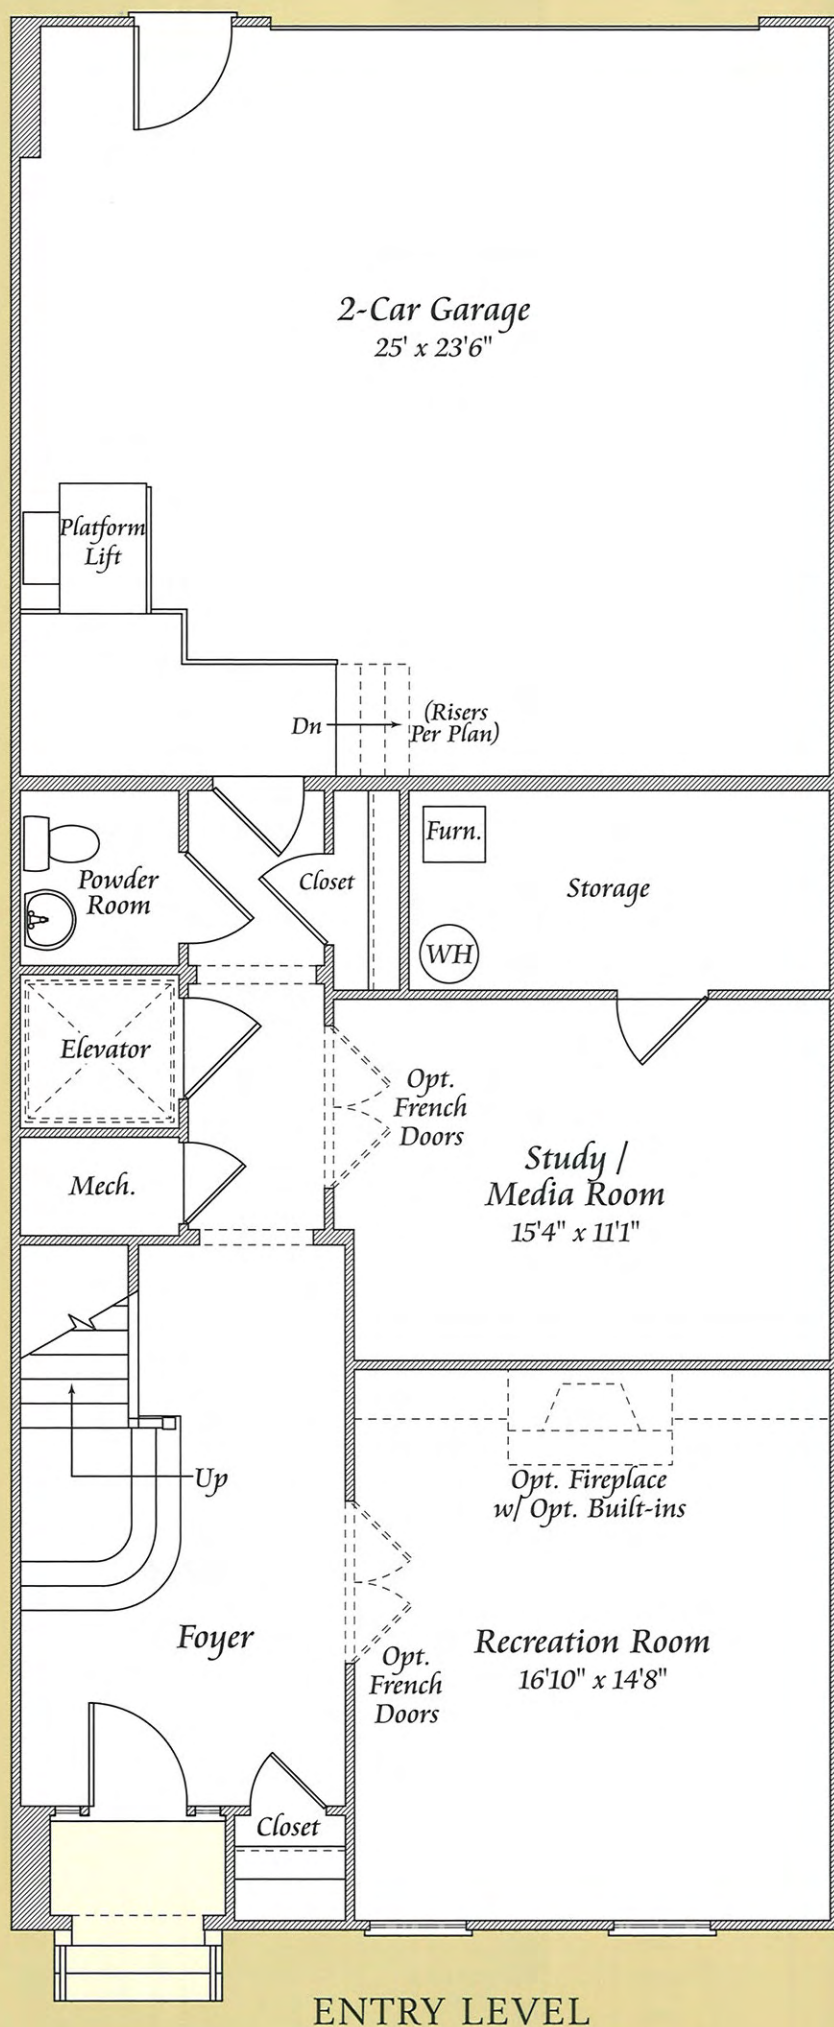 2-Car Garage
25' x 23'6"
Platform
Lift
Dn
(Risers
Per Plan)
Powder
Room
Closet
Furn.
Storage
WH
Elevator
Opt.
French
Doors
Mech.
Study /
Media Room
15'4" x 11'1"
Up
Opt. Fireplace
w/ Opt. Built-ins
Foyer
Opt.
French
Doors
Recreation Room
16'10" x 14'8"
Closet
ENTRY LEVEL